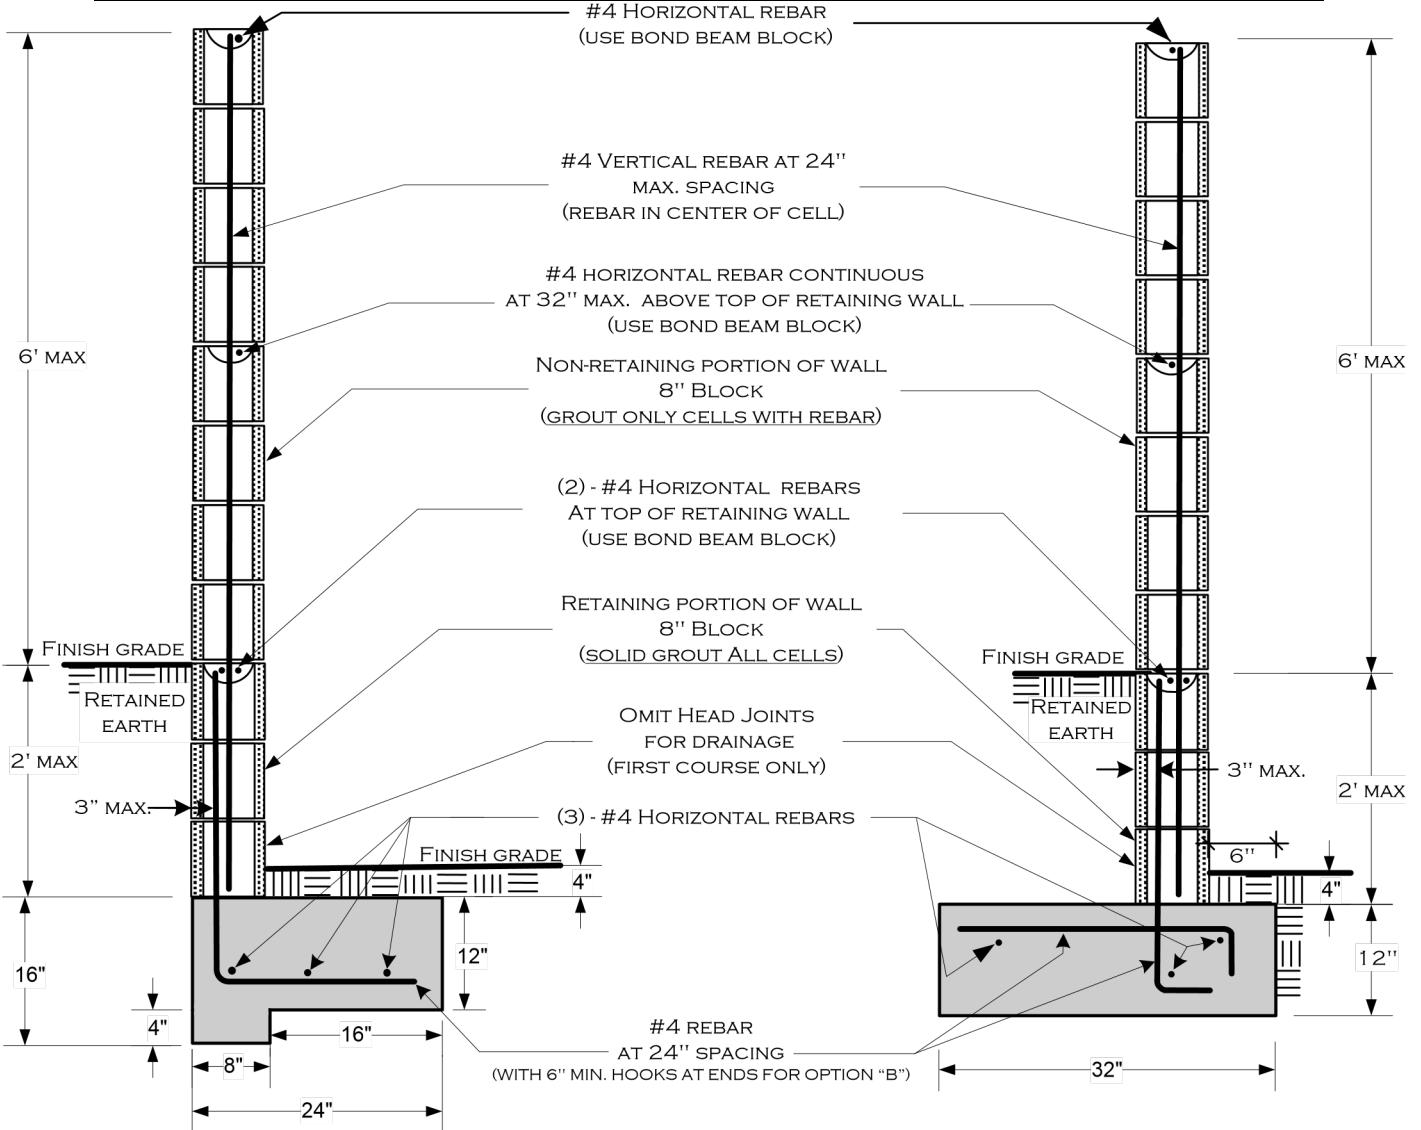 #4 Horizontal rebar
(use bond beam block)
#4 Vertical rebar at 24"
max. spacing
(rebar in center of cell)
#4 horizontal rebar continuous
at 32" max. above top of retaining wall
(use bond beam block)
6' max
6' max
Non-retaining portion of wall
8" Block
(grout only cells with rebar)
(2) - #4 Horizontal rebars
At top of retaining wall
(use bond beam block)
Retaining portion of wall
8" Block
(solid grout All cells)
Finish grade
Retained
earth
Finish grade
Retained
earth
Omit Head Joints
for drainage
(first course only)
2' max
3" max.
3" max.
2' max
(3) - #4 Horizontal rebars
Finish grade
4"
6"
4"
16"
12"
12"
4"
16"
8"
24"
#4 rebar
at 24" spacing
(with 6" min. hooks at ends for option “B”)
32"